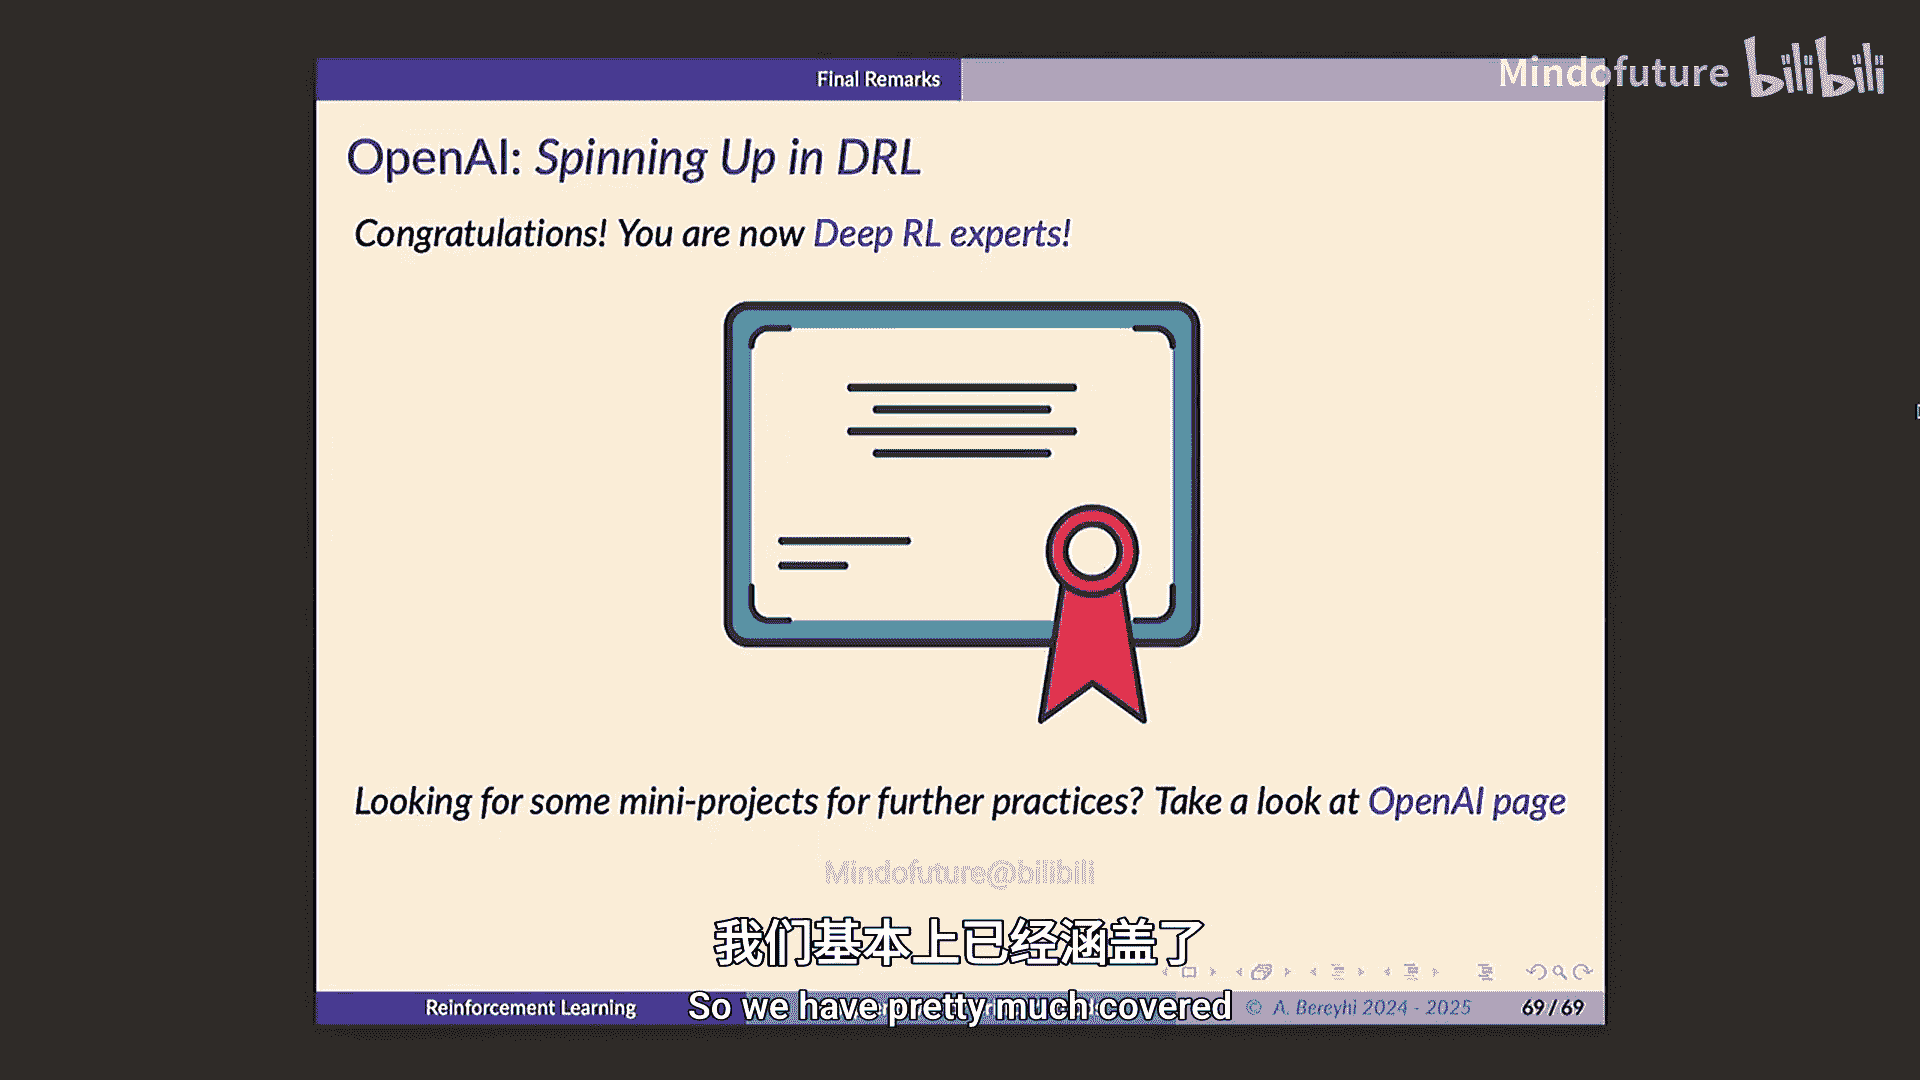 Final Remarks
Mindofuture bilibili
OpenAI: Spinning Up in DRL
Congratulations! You are now Deep RL experts!
Looking for some mini-projects for further practices? Take a look at OpenAI page
Mindofuture@bilibili
我们基本上已经涵盖了
Reinforcement Learning
So we have pretty much covered
© A. Bereyhi 2024 - 2025
69 / 69